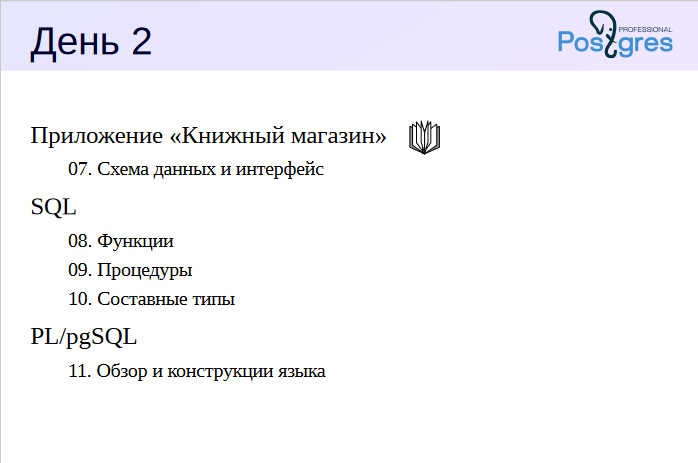 День 2
PROFESSIONAL
Postgres
Приложение «Книжный магазин»
07. Схема данных и интерфейс
SQL
08. Функции
09. Процедуры
10. Составные типы
PL/pgSQL
11. Обзор и конструкции языка